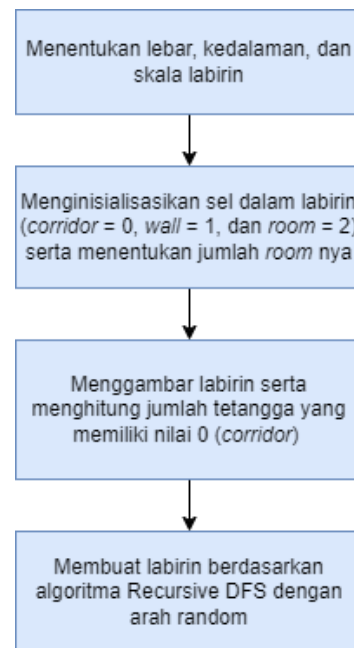 Menentukan lebar, kedalaman, dan
skala labirin
Menginisialisasikan sel dalam labirin
(corridor = 0, wall = 1, dan room = 2)
serta menentukan jumlah room nya
Menggambar labirin serta
menghitung jumlah tetangga yang
memiliki nilai 0 (corridor)
Membuat labirin berdasarkan
algoritma Recursive DFS dengan
arah random